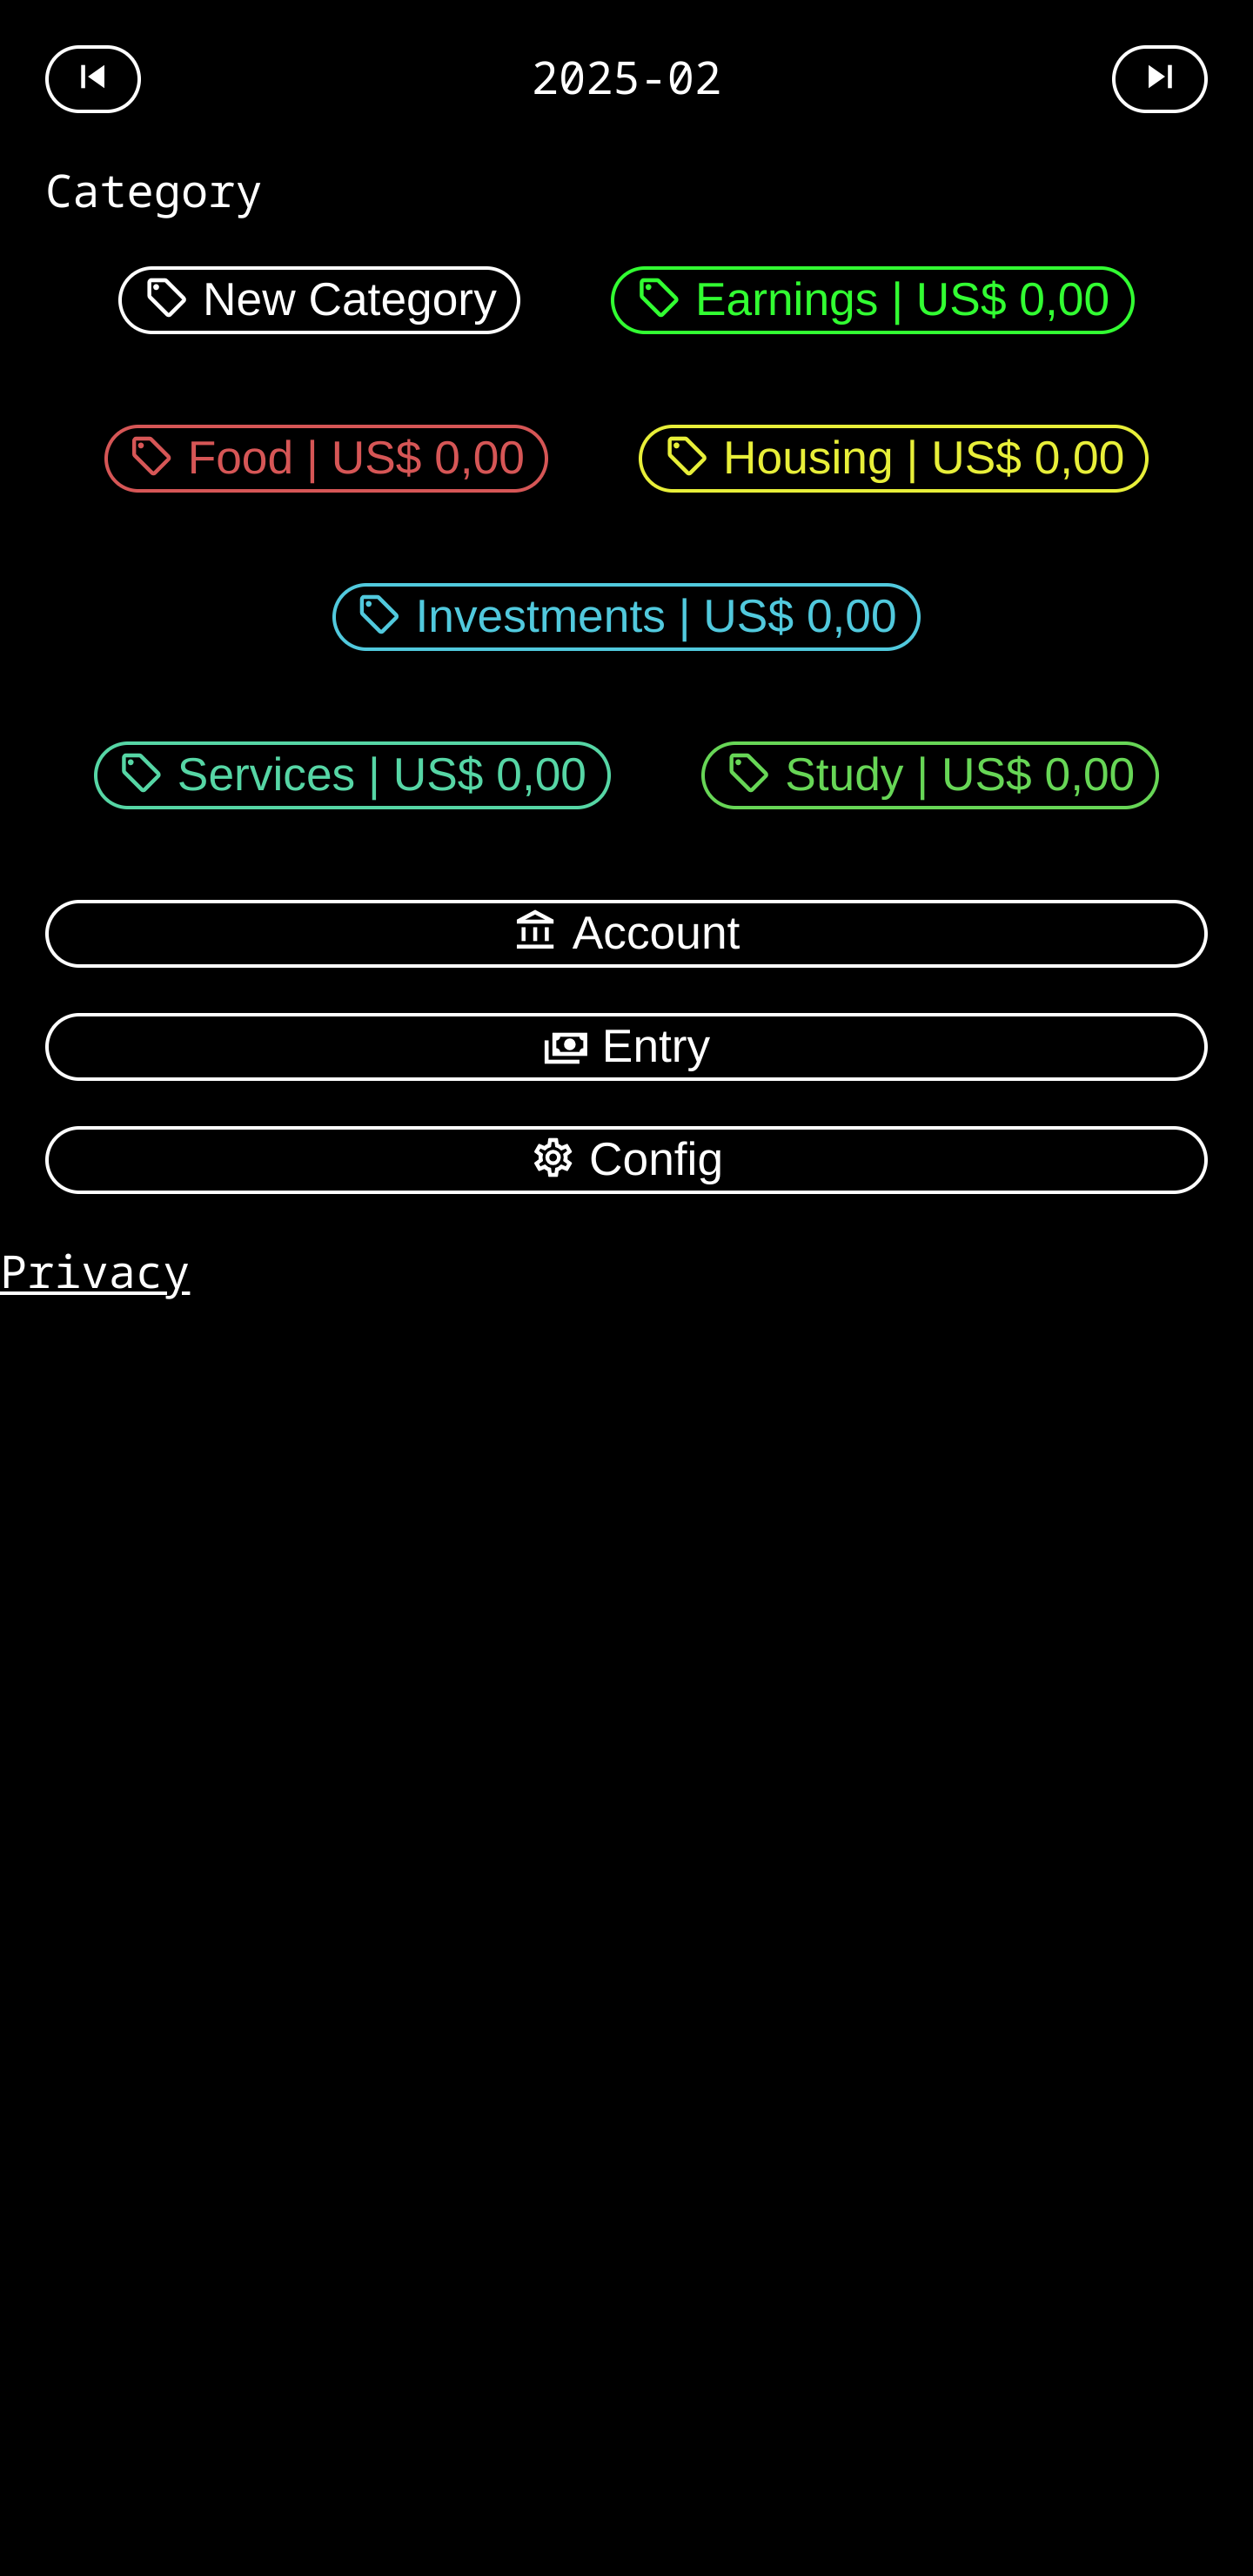 2025-02
Category
New Category
Earnings | US$ 0,00
Food | US$ 0,00
Housing | US$ 0,00
Investments | US$ 0,00
Services | US$ 0,00
Study | US$ 0,00
Account
Entry
Config
Privacy